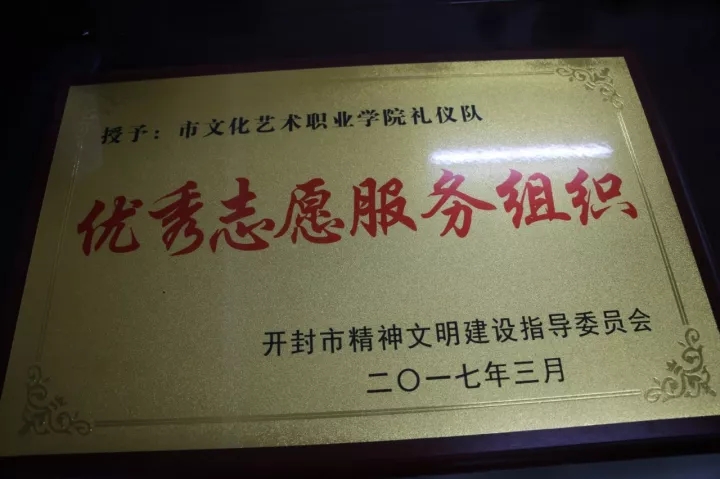 授予：市文化艺术职业学院礼仪队
优秀志愿服务组织
开封市精神文明建设指导委员会
二〇一七年三月